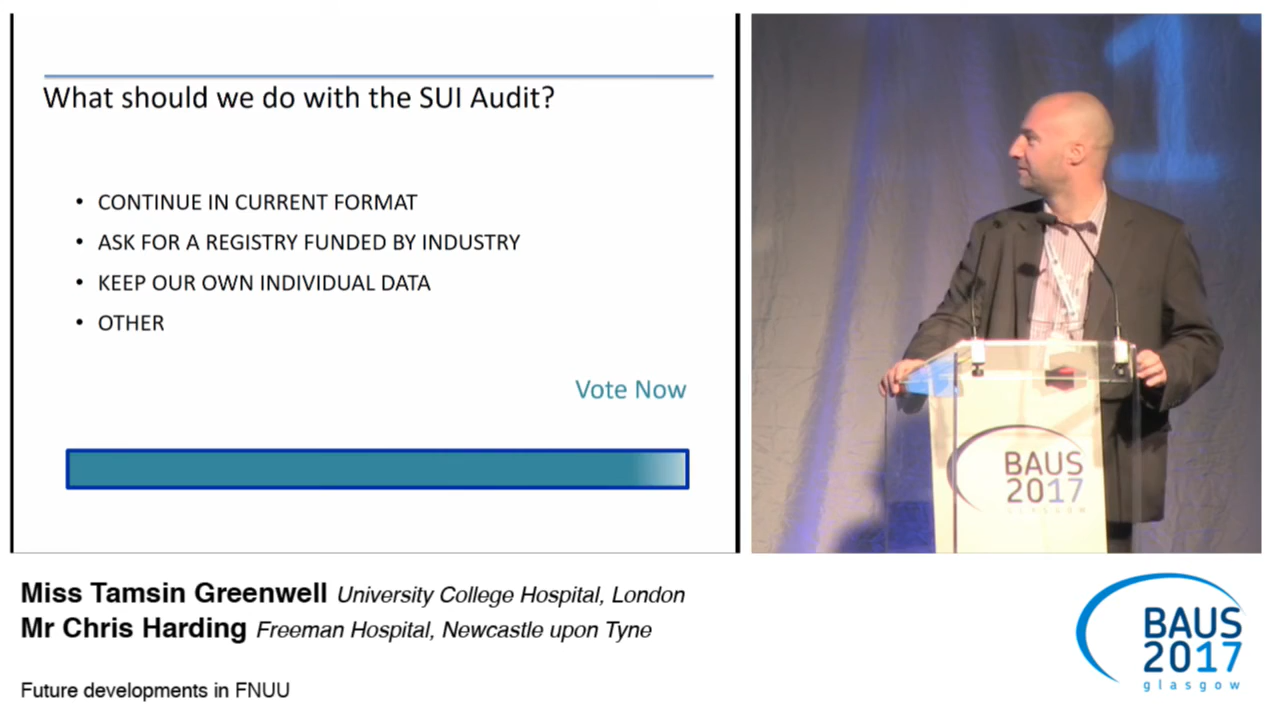 What should we do with the SUI Audit?
• CONTINUE IN CURRENT FORMAT
• ASK FOR A REGISTRY FUNDED BY INDUSTRY
• KEEP OUR OWN INDIVIDUAL DATA
• OTHER
Vote Now
1
BAUS
2017
GLASGOW
Miss Tamsin Greenwell University College Hospital, London
Mr Chris Harding Freeman Hospital, Newcastle upon Tyne
Future developments in FNUU
BAUS
2017
glasgow